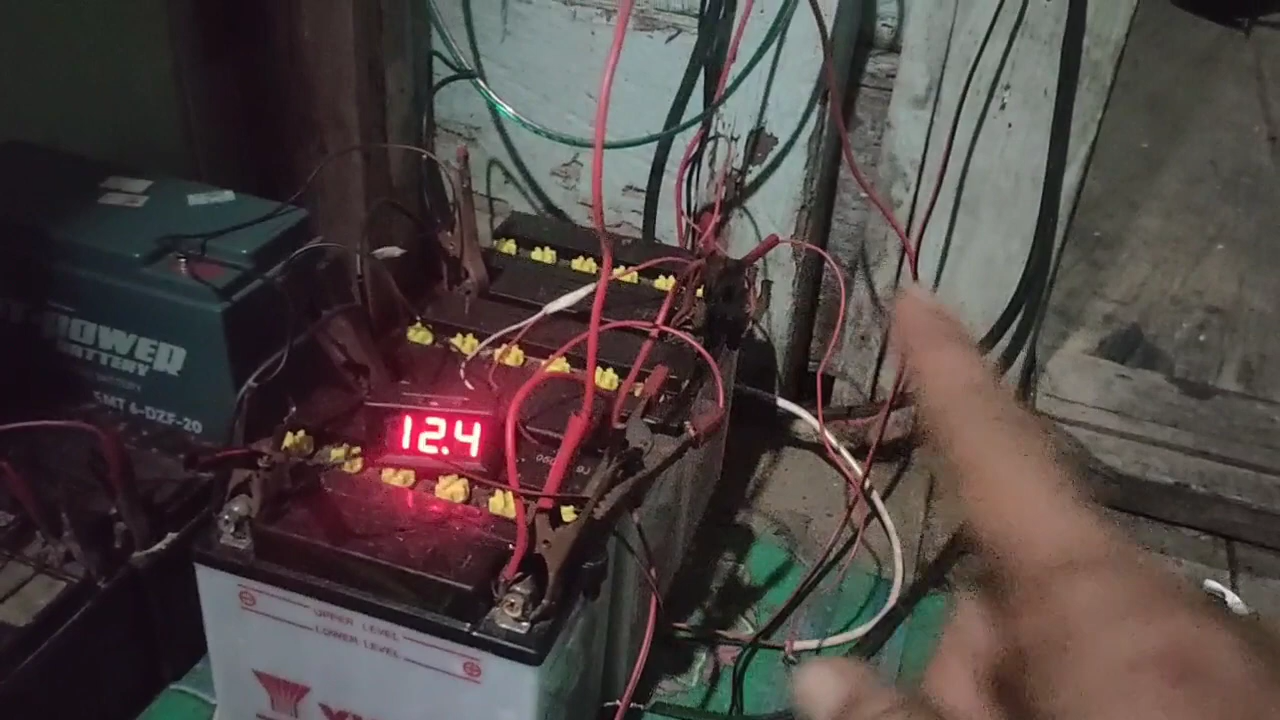 POWER
BATTERY
6-DZF-20
12.4
UPPER LEVEL
LOWER LEVEL